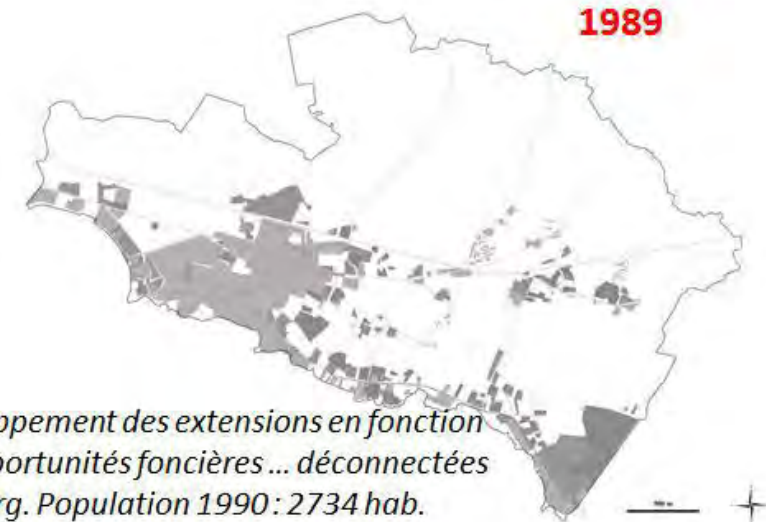 1989
ppement des extensions en fonction
portunités foncières ... déconnectées
rg. Population 1990 : 2734 hab.